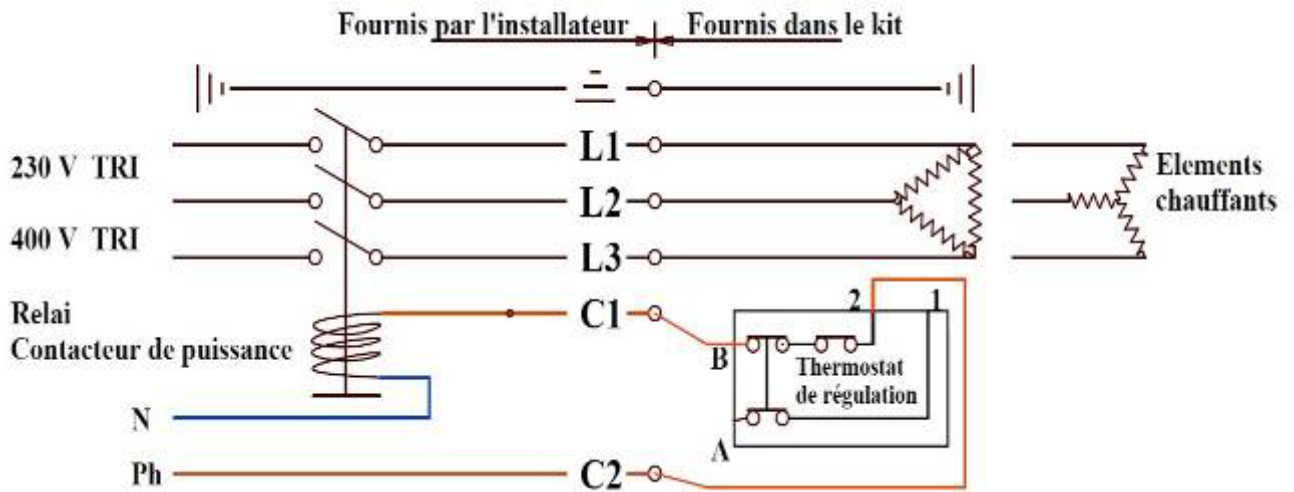 Fournis par l'installateur Fournis dans le kit
L1
230 V TRI
L2
Elements
chauffants
400 V TRI
L3
Relai
Contacteur de puissance
C1
2 1
B
Thermostat
de régulation
A
N
Ph
C2